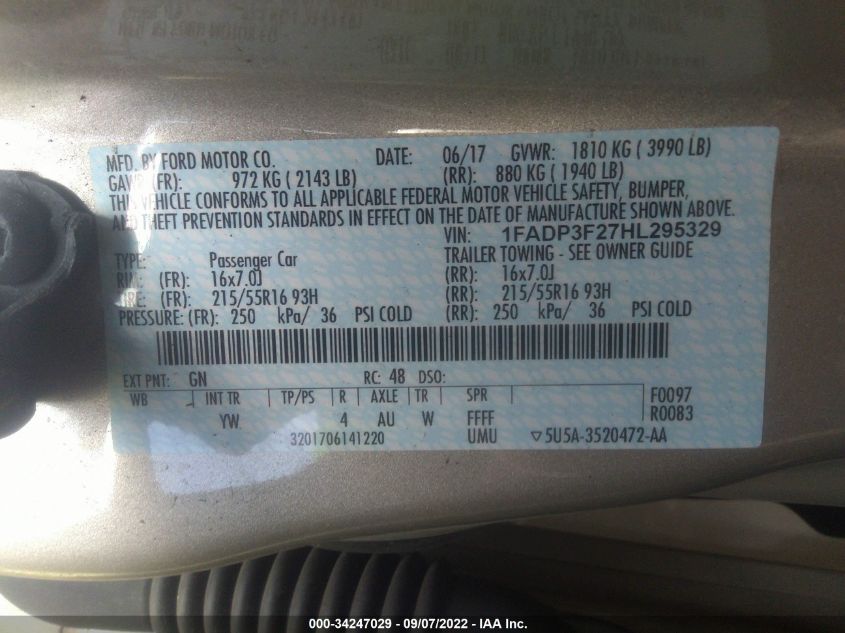 MFD. BY FORD MOTOR CO. DATE: 06/17 GVWR: 1810 KG ( 3990 LB)
GAWR (FR): 972 KG ( 2143 LB) (RR): 880 KG ( 1940 LB)
THIS VEHICLE CONFORMS TO ALL APPLICABLE FEDERAL MOTOR VEHICLE SAFETY, BUMPER,
AND THEFT PREVENTION STANDARDS IN EFFECT ON THE DATE OF MANUFACTURE SHOWN ABOVE.
VIN: 1FADP3F27HL295329
TYPE: Passenger Car TRAILER TOWING - SEE OWNER GUIDE
RIM: (FR): 16x7.0J (RR): 16x7.0J
TIRE: (FR): 215/55R16 93H (RR): 215/55R16 93H
PRESSURE: (FR): 250 kPa/ 36 PSI COLD (RR): 250 kPa/ 36 PSI COLD
EXT PNT: GN RC: 48 DSO:
WB INT TR TP/PS R AXLE TR SPR F0097
YW 4 AU W FFFF R0083
3201706141220 UMU ▽5U5A-3520472-AA
000-34247029 - 09/07/2022 - IAA Inc.